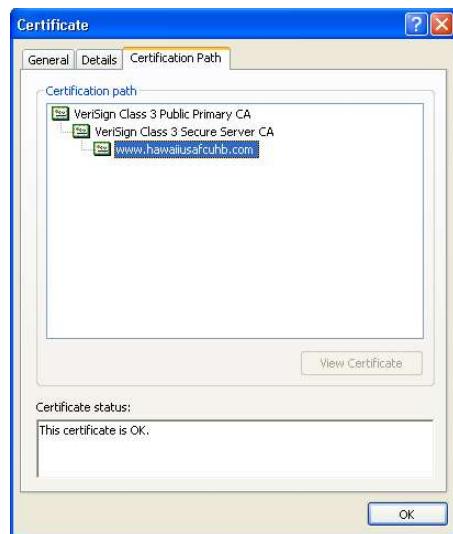 Certificate
General Details Certification Path
Certification path
VeriSign Class 3 Public Primary CA
VeriSign Class 3 Secure Server CA
www.hawaiiusafcuhb.com
View Certificate
Certificate status:
This certificate is OK.
OK